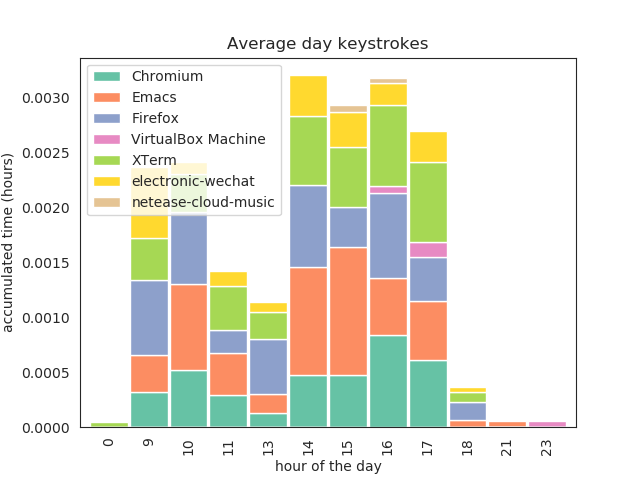 Average day keystrokes
Chromium
Emacs
Firefox
VirtualBox Machine
XTerm
electronic-wechat
netease-cloud-music
accumulated time (hours)
0.0030
0.0025
0.0020
0.0015
0.0010
0.0005
0.0000
0 9 10 11 13 14 15 16 17 18 21 23
hour of the day